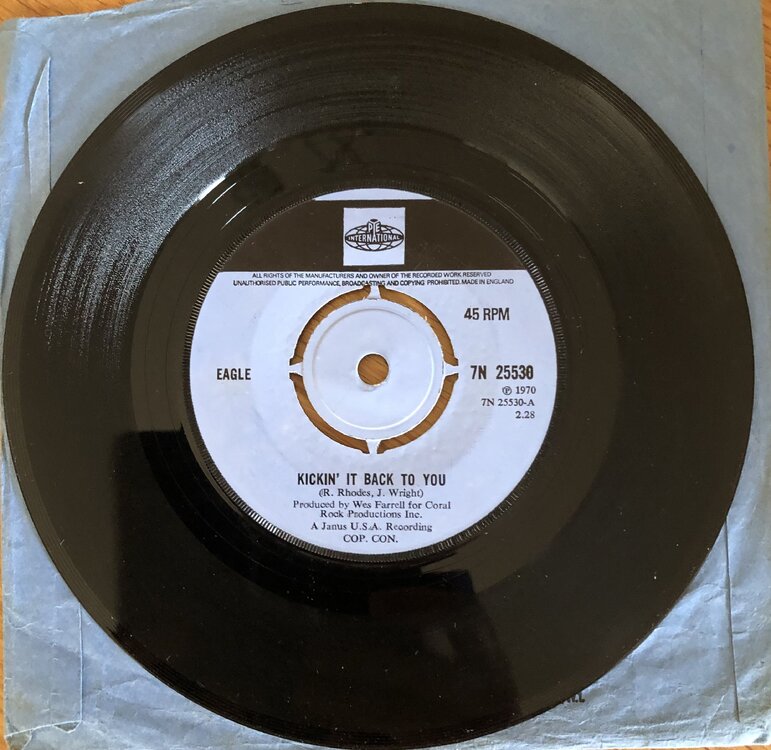 PYE
INTERNATIONAL
ALL RIGHTS OF THE MANUFACTURERS AND OWNER OF THE RECORDED WORK RESERVED
UNAUTHORISED PUBLIC PERFORMANCE, BROADCASTING AND COPYING PROHIBITED. MADE IN ENGLAND
45 RPM
EAGLE
7N 25530
℗ 1970
7N 25530-A
2.28
KICKIN' IT BACK TO YOU
(R. Rhodes, J. Wright)
Produced by Wes Farrell for Coral
Rock Productions Inc.
A Janus U.S.A. Recording
COP. CON.